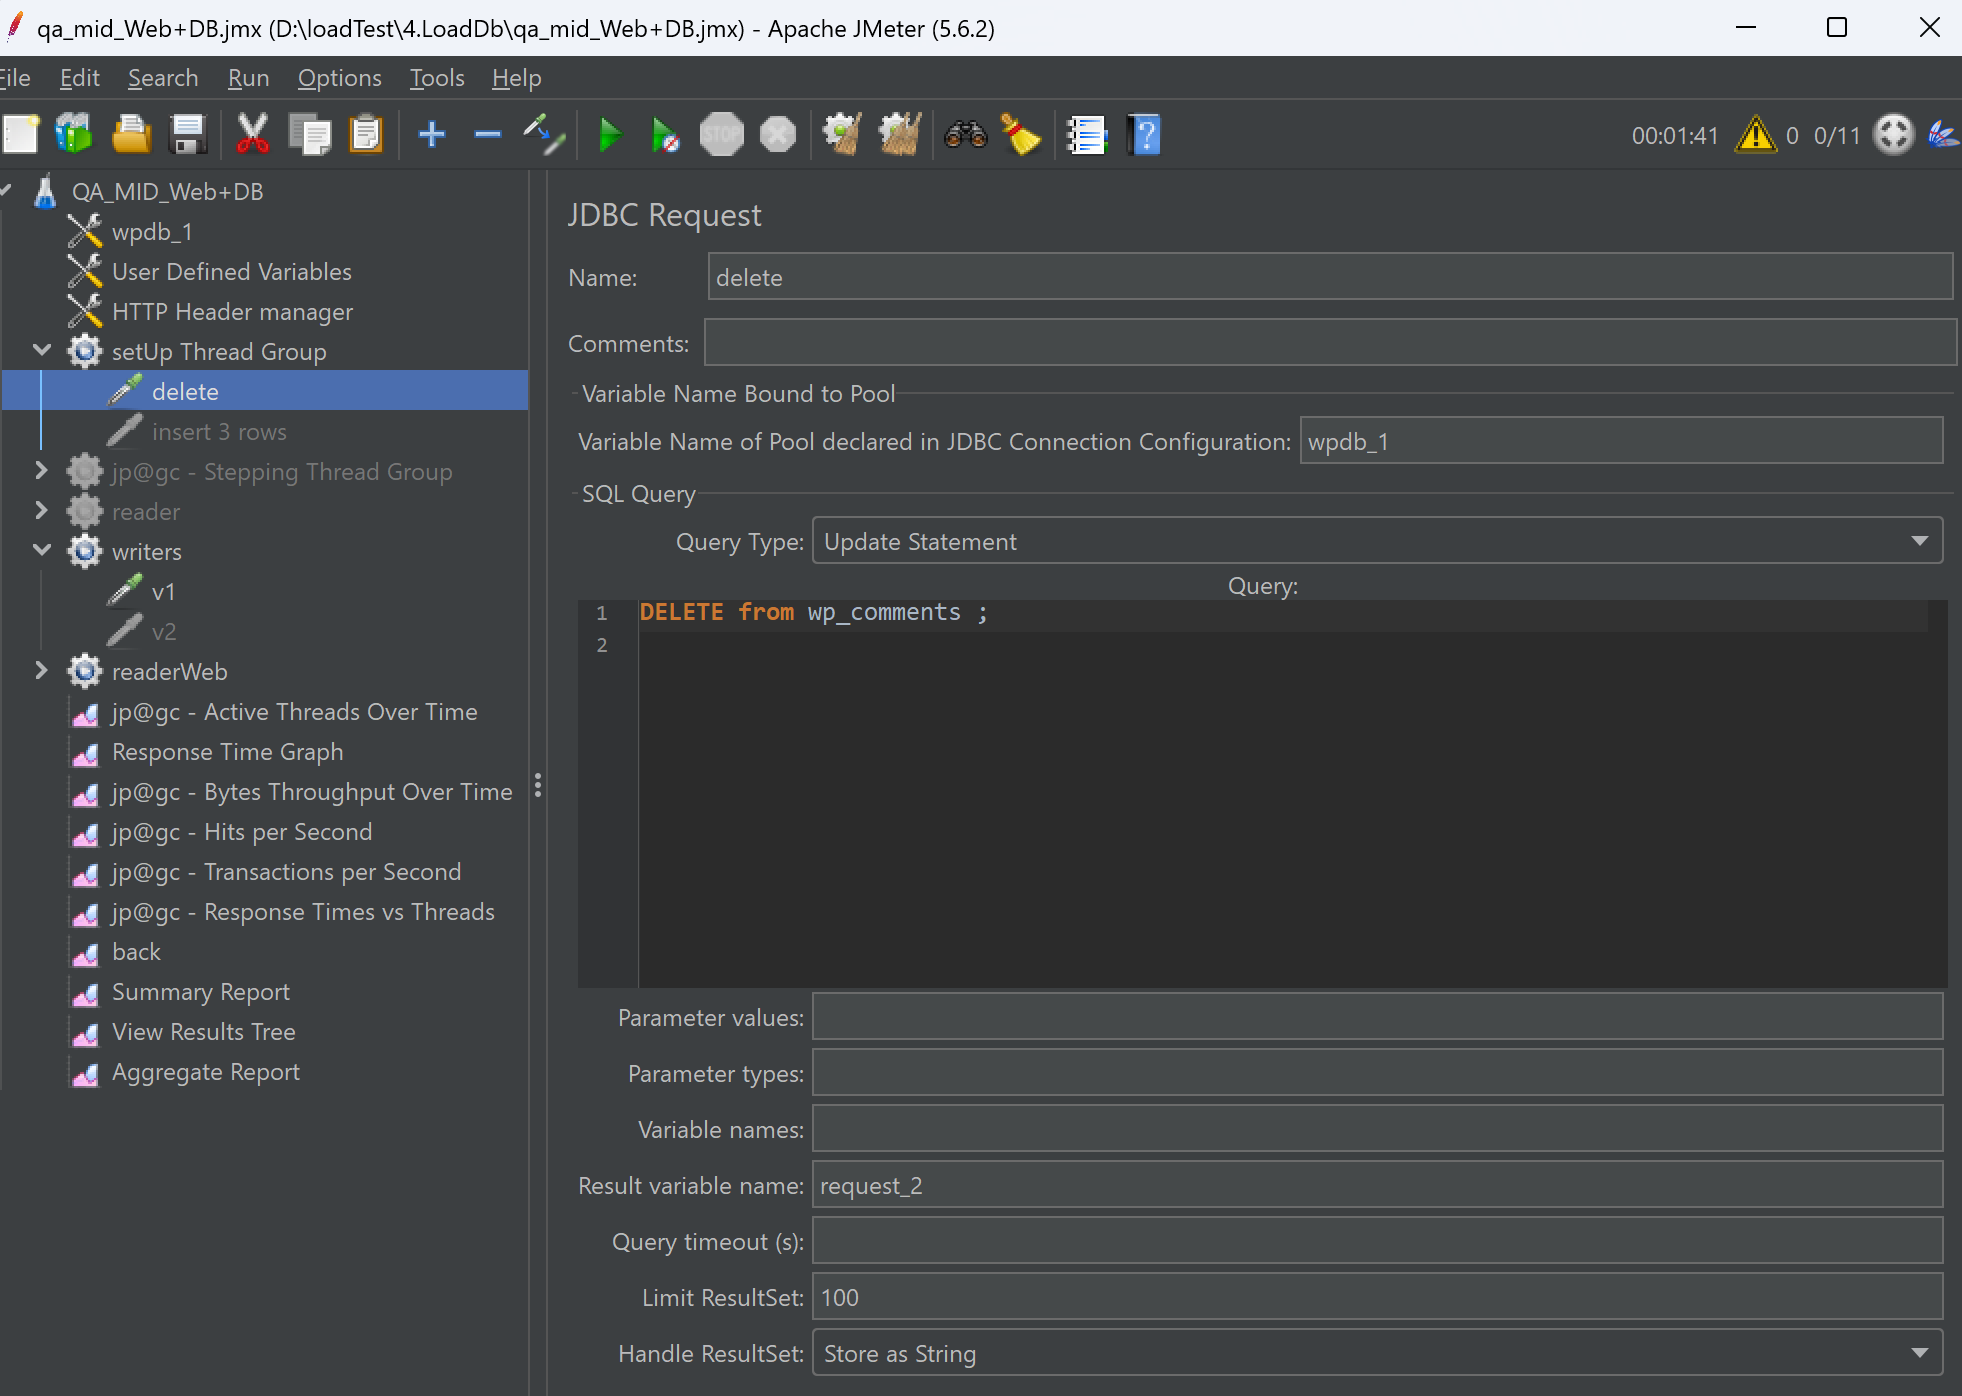 qa_mid_Web+DB.jmx (D:\loadTest\4.LoadDb\qa_mid_Web+DB.jmx) - Apache JMeter (5.6.2)
File Edit Search Run Options Tools Help
STOP ? 00:01:41 0 0/11
QA_MID_Web+DB
wpdb_1
User Defined Variables
HTTP Header manager
setUp Thread Group
delete
insert 3 rows
jp@gc - Stepping Thread Group
reader
writers
v1
v2
readerWeb
jp@gc - Active Threads Over Time
Response Time Graph
jp@gc - Bytes Throughput Over Time
jp@gc - Hits per Second
jp@gc - Transactions per Second
jp@gc - Response Times vs Threads
back
Summary Report
View Results Tree
Aggregate Report
JDBC Request
Name: delete
Comments:
Variable Name Bound to Pool
Variable Name of Pool declared in JDBC Connection Configuration: wpdb_1
SQL Query
Query Type: Update Statement
Query:
1 DELETE from wp_comments ;
2
Parameter values:
Parameter types:
Variable names:
Result variable name: request_2
Query timeout (s):
Limit ResultSet: 100
Handle ResultSet: Store as String